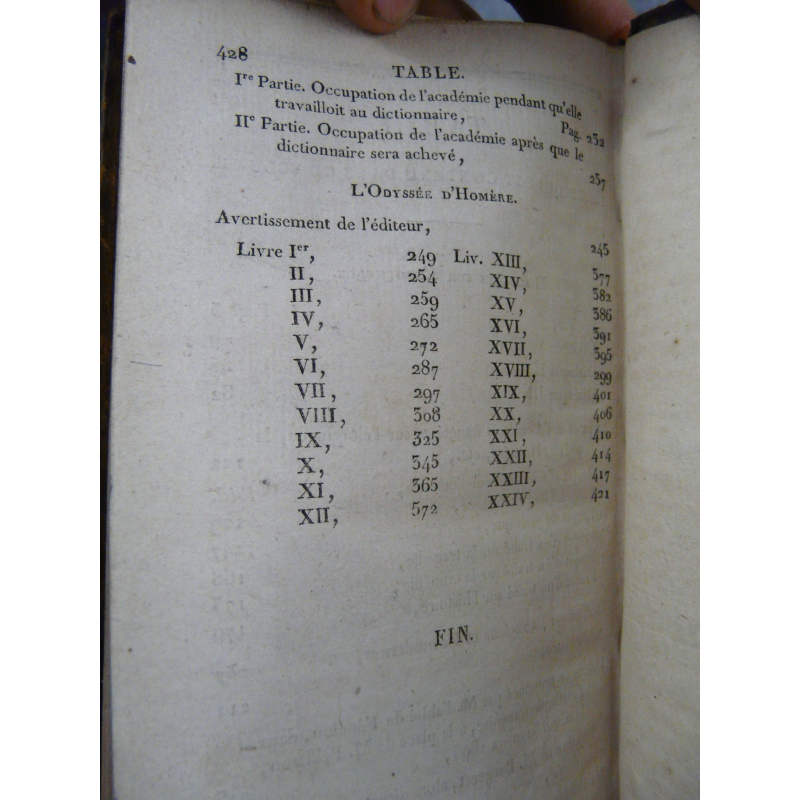 428
TABLE.
Ire Partie. Occupation de l'académie pendant qu'elle
travailloit au dictionnaire, Pag. 232
IIe Partie. Occupation de l'académie après que le
dictionnaire sera achevé, 237
L'ODYSSÉE D'HOMÈRE.
Avertissement de l'éditeur, 245
Livre Ier, 249 Liv. XIII, 377
II, 254 XIV, 382
III, 259 XV, 386
IV, 265 XVI, 391
V, 272 XVII, 395
VI, 287 XVIII, 299
VII, 297 XIX, 401
VIII, 308 XX, 406
IX, 325 XXI, 410
X, 345 XXII, 414
XI, 365 XXIII, 417
XII, 372 XXIV, 421
FIN.